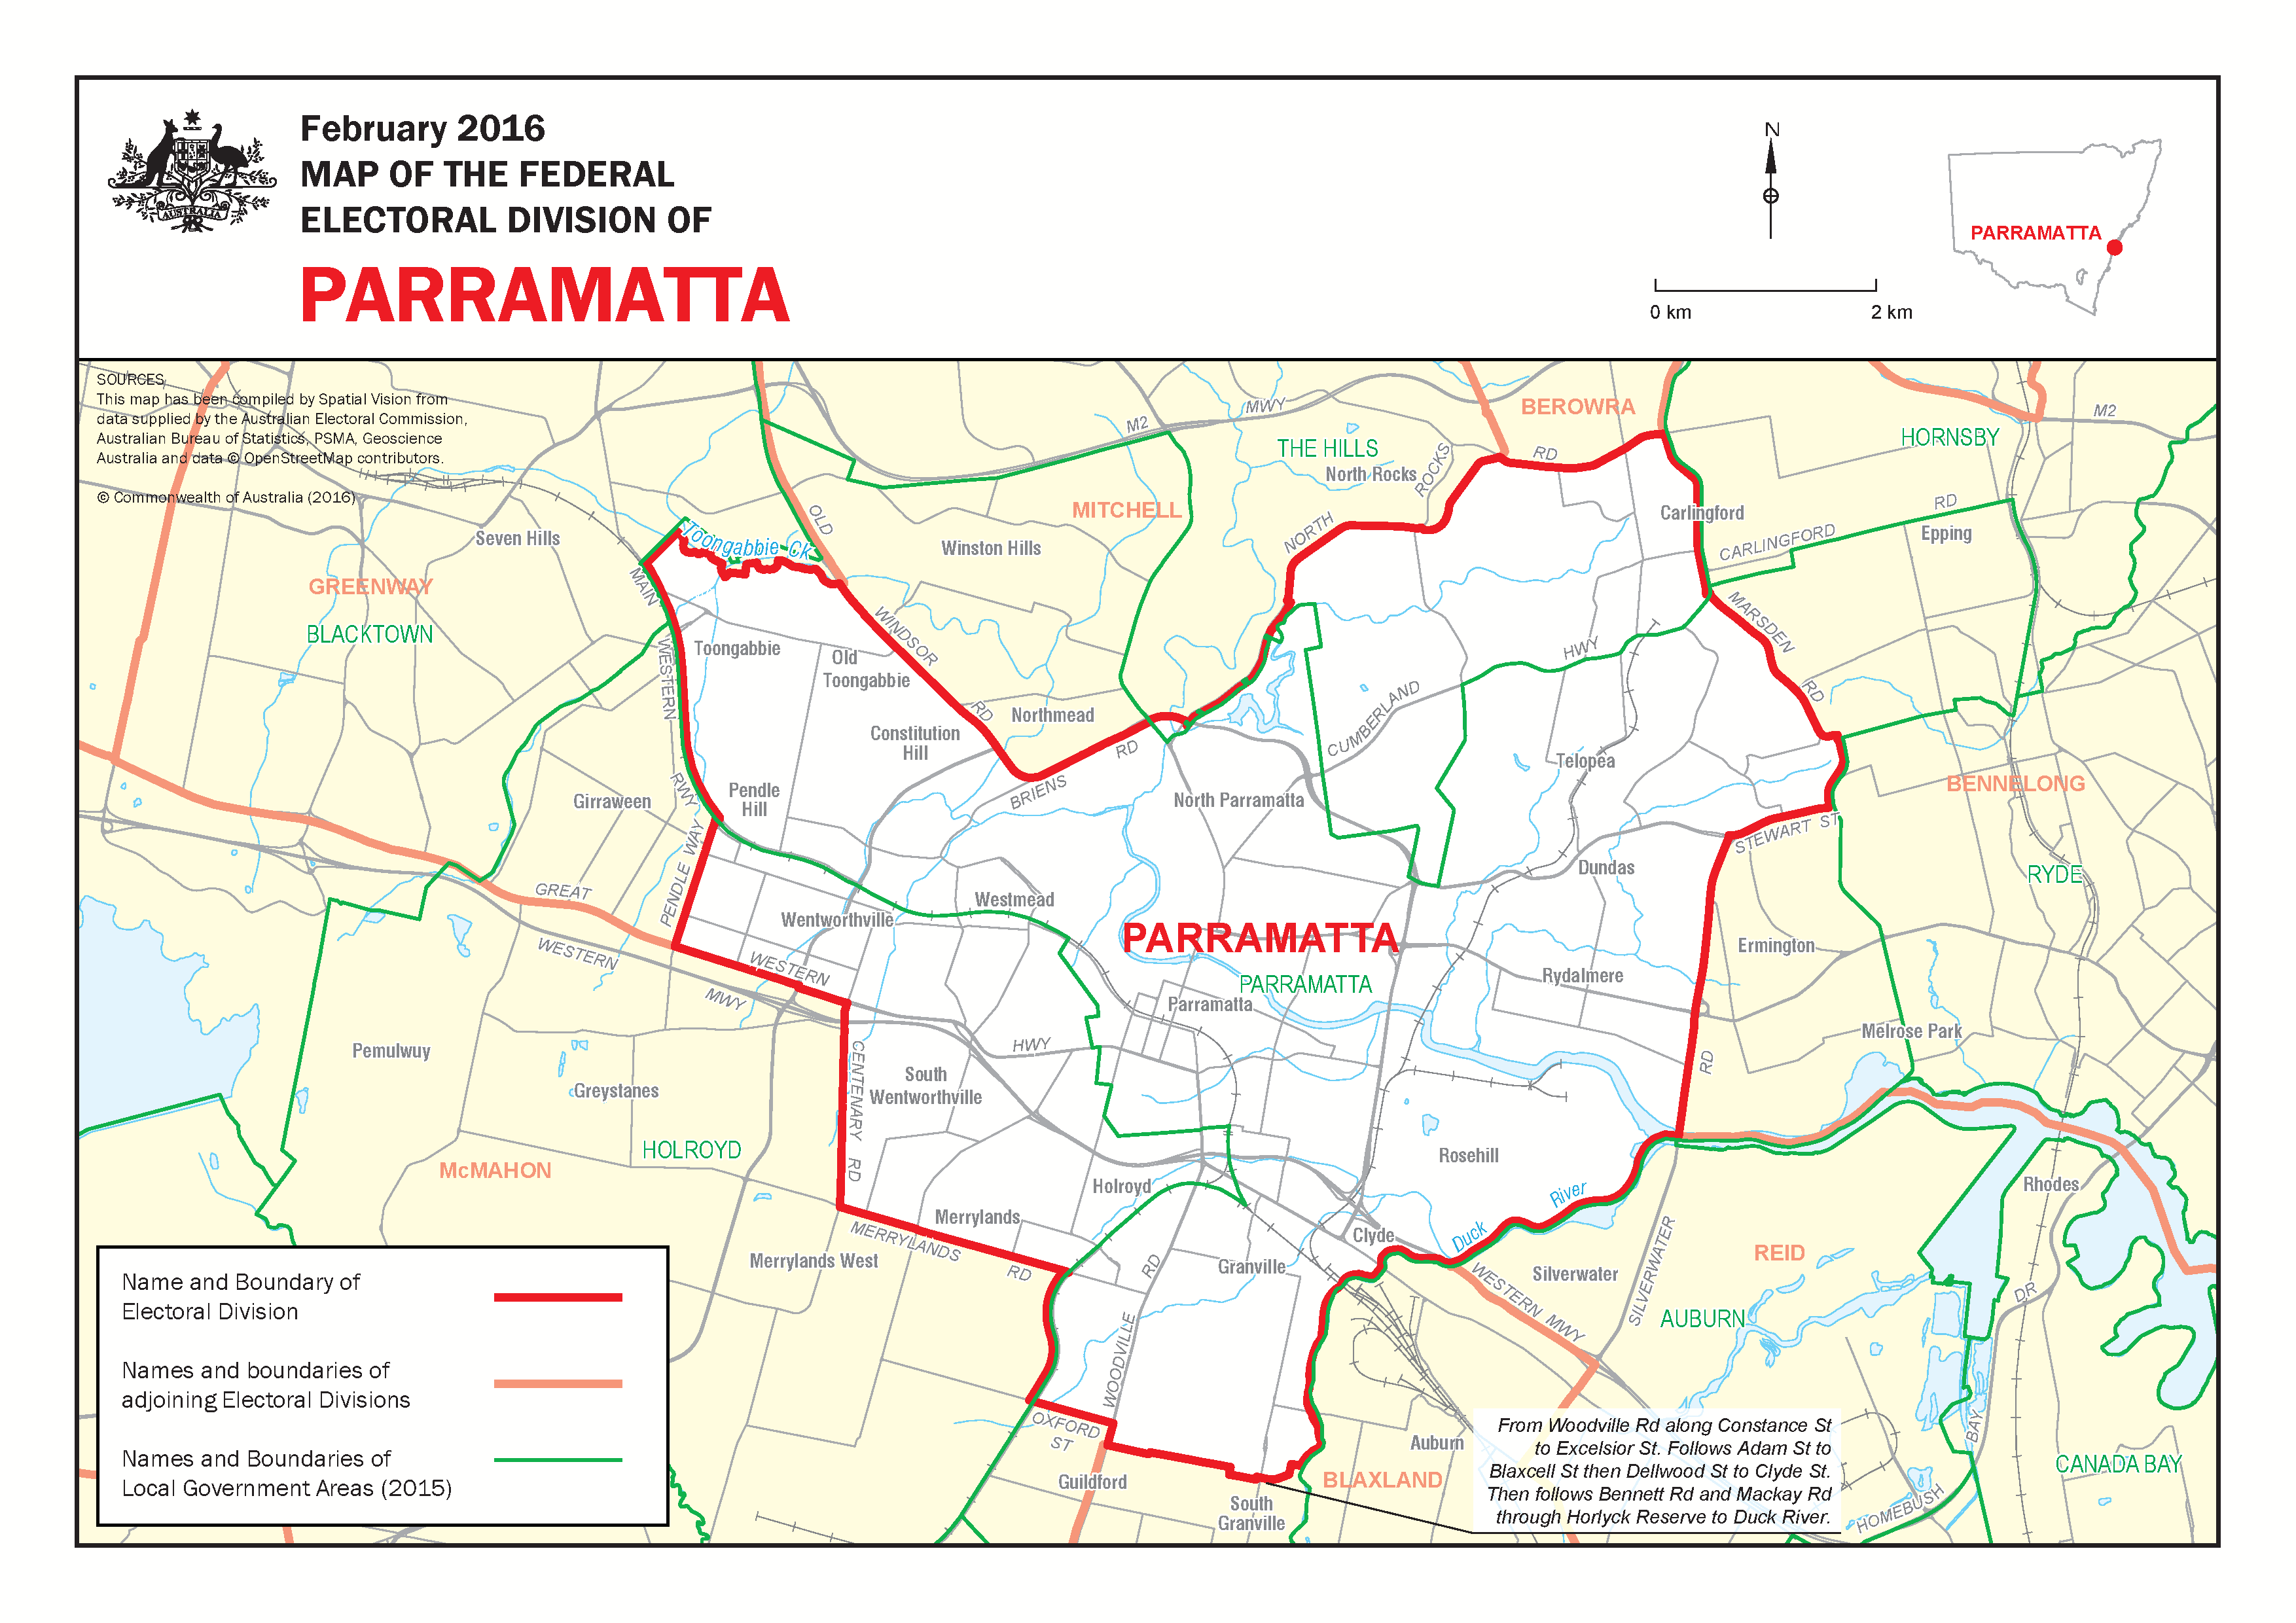 February 2016
MAP OF THE FEDERAL
ELECTORAL DIVISION OF
PARRAMATTA
AUSTRALIA
N
0 km
2 km
PARRAMATTA
SOURCES
This map has been compiled by Spatial Vision from
data supplied by the Australian Electoral Commission,
Australian Bureau of Statistics, PSMA, Geoscience
Australia and data © OpenStreetMap contributors.
© Commonwealth of Australia (2016)
M2
MWY
BEROWRA
M2
THE HILLS
HORNSBY
North Rocks
NORTH
ROCKS
RD
MITCHELL
Carlingford
CARLINGFORD
RD
Epping
Seven Hills
Toongabbie Ck
OLD
WINDSOR
RD
Winston Hills
GREENWAY
BLACKTOWN
MAIN
WESTERN
RWY
Toongabbie
Old
Toongabbie
Northmead
Constitution
Hill
BRIENS
RD
CUMBERLAND
HWY
MARSDEN
RD
Telopea
BENNELONG
Girraween
Pendle
Hill
North Parramatta
STEWART ST
PENDLE WAY
Dundas
RYDE
GREAT
WESTERN
HWY
Westmead
Wentworthville
PARRAMATTA
Ermington
WESTERN
MWY
PARRAMATTA
Parramatta
Rydalmere
Melrose Park
Pemulwuy
Greystanes
CENTENARY
RD
South
Wentworthville
RD
HOLROYD
McMAHON
Rosehill
Holroyd
Rhodes
Merrylands
MERRYLANDS
RD
Merrylands West
Clyde
Duck
River
Granville
Silverwater
SILVERWATER
REID
WESTERN MWY
AUBURN
WOODVILLE
RD
OXFORD
ST
Auburn
BLAXLAND
Guildford
South
Granville
HOMEBUSH
BAY
DR
CANADA BAY
From Woodville Rd along Constance St
to Excelsior St. Follows Adam St to
Blaxcell St then Dellwood St to Clyde St.
Then follows Bennett Rd and Mackay Rd
through Horlyck Reserve to Duck River.
Name and Boundary of
Electoral Division
Names and boundaries of
adjoining Electoral Divisions
Names and Boundaries of
Local Government Areas (2015)